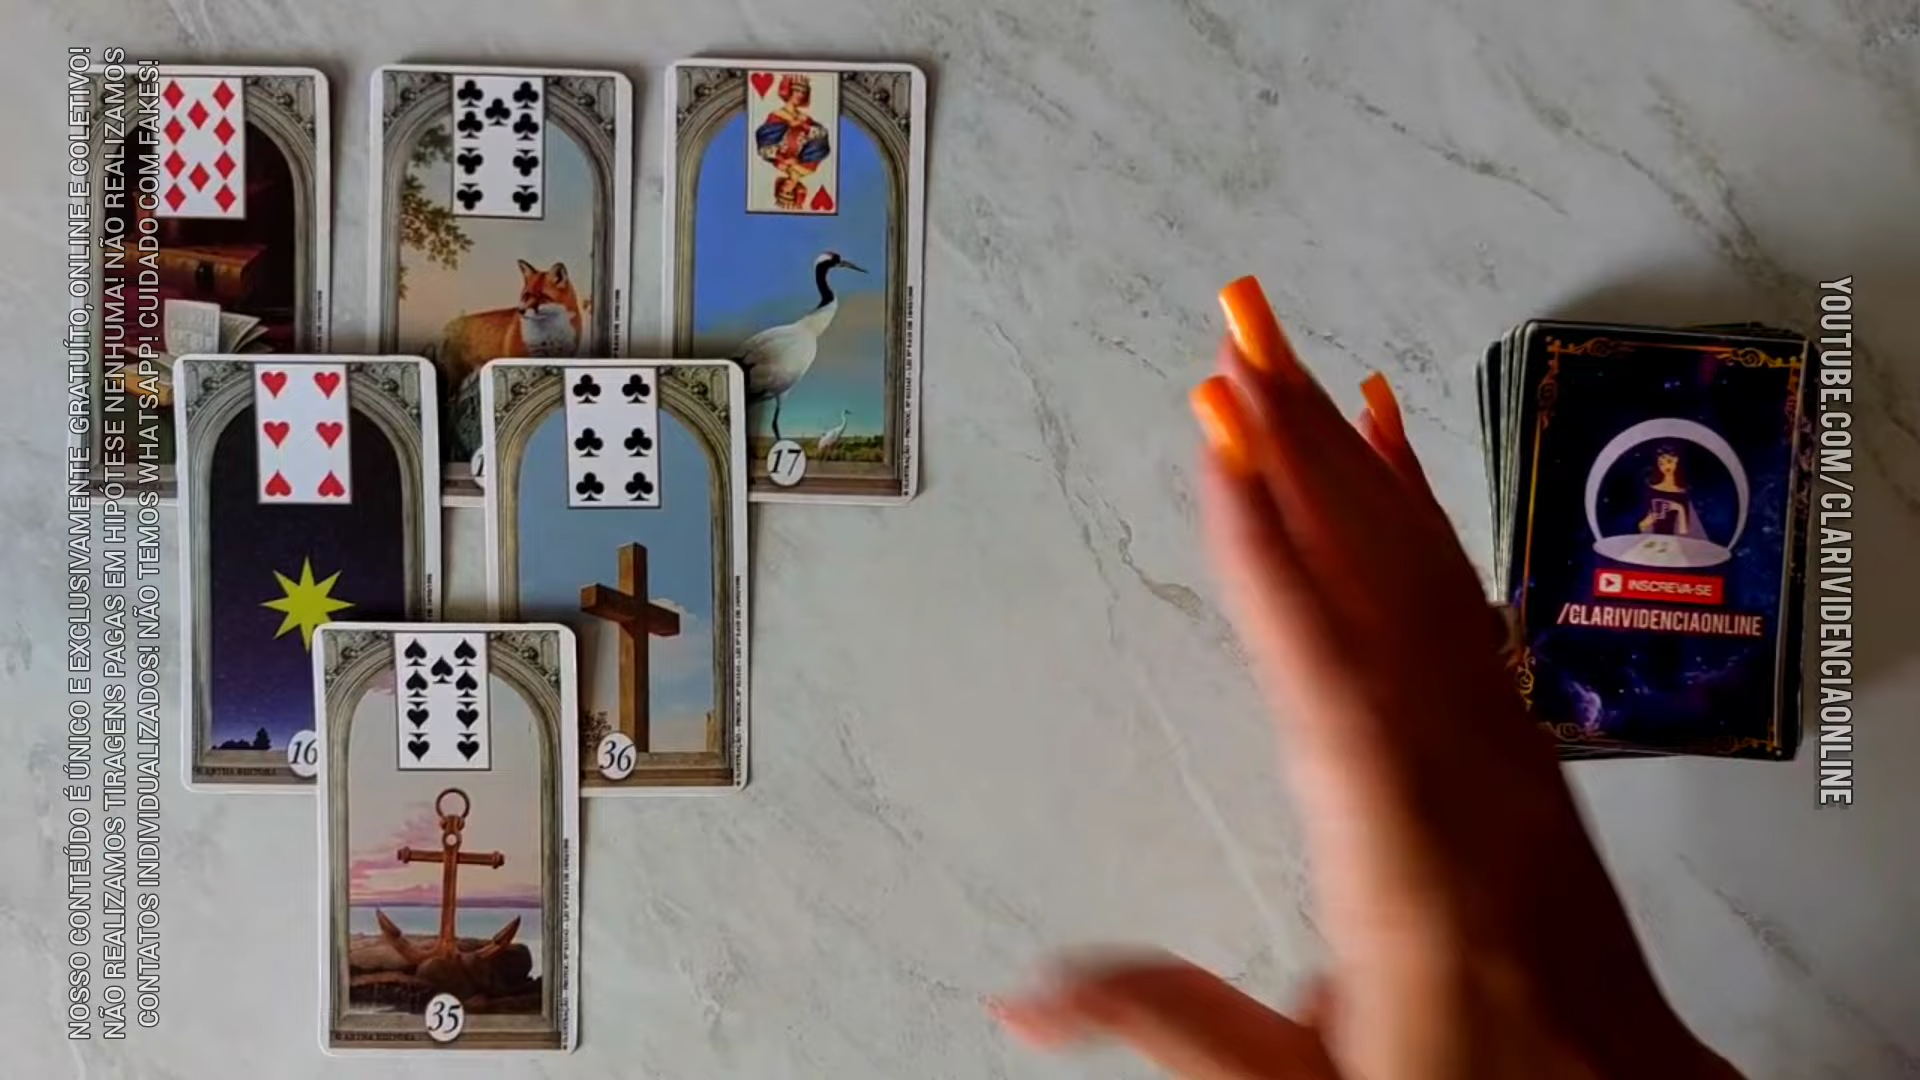 NOSSO CONTEÚDO É ÚNICO E EXCLUSIVAMENTE GRATUÍTO, ONLINE E COLETIVO!
NÃO REALIZAMOS TIRAGENS PAGAS EM HIPÓTESE NENHUMA! NÃO REALIZAMOS
CONTATOS INDIVIDUALIZADOS! NÃO TEMOS WHATSAPP! CUIDADO COM FAKES!
17
16
36
35
INSCREVA-SE
/CLARIVIDENCIAONLINE
YOUTUBE.COM/CLARIVIDENCIAONLINE